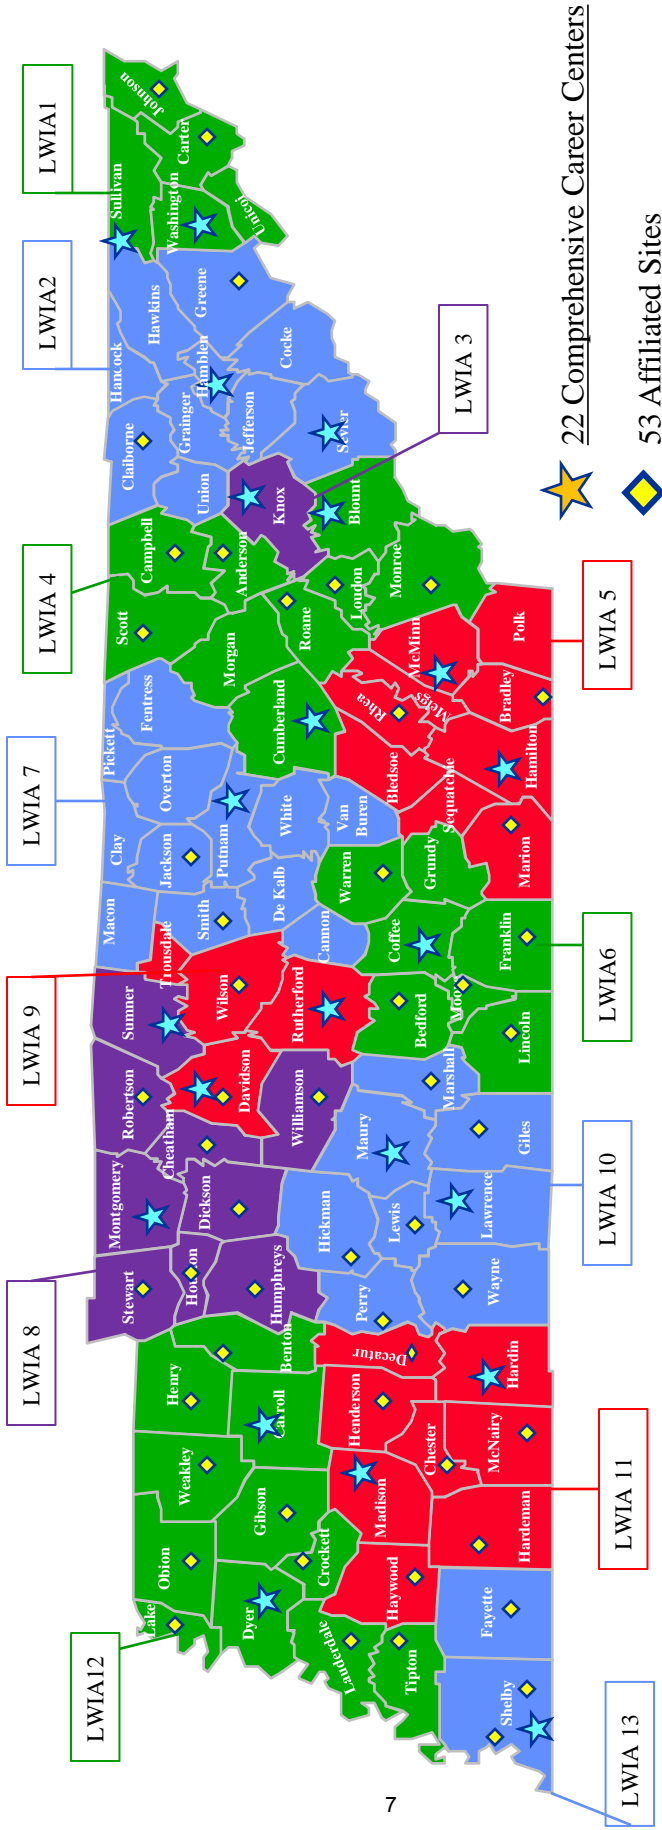 LWIA12
LWIA 8
LWIA 9
LWIA 7
LWIA 4
LWIA2
LWIA1
Lake
Obion
Weakley
Henry
Stewart
Montgomery
Robertson
Sumner
Macon
Clay
Pickett
Scott
Campbell
Claiborne
Hancock
Sullivan
Johnson
Dyer
Gibson
Carroll
Benton
Houston
Humphreys
Dickson
Cheatham
Davidson
Trousdale
Wilson
Smith
Jackson
Overton
Fentress
Putnam
Morgan
Anderson
Union
Grainger
Hamblen
Hawkins
Greene
Washington
Carter
Unicoi
Lauderdale
Crockett
Haywood
Madison
Henderson
Decatur
Perry
Hickman
Williamson
Rutherford
Cannon
De Kalb
White
Van
Buren
Cumberland
Roane
Loudon
Knox
Blount
Jefferson
Sevier
Cocke
Tipton
Chester
Lewis
Maury
Marshall
Bedford
Coffee
Warren
Grundy
Bledsoe
Sequatchie
Rhea
Meigs
McMinn
Monroe
Shelby
Fayette
Hardeman
McNairy
Hardin
Wayne
Lawrence
Giles
Lincoln
Moore
Franklin
Marion
Hamilton
Bradley
Polk
LWIA 3
LWIA 13
LWIA 11
LWIA 10
LWIA6
LWIA 5
22 Comprehensive Career Centers
53 Affiliated Sites
7